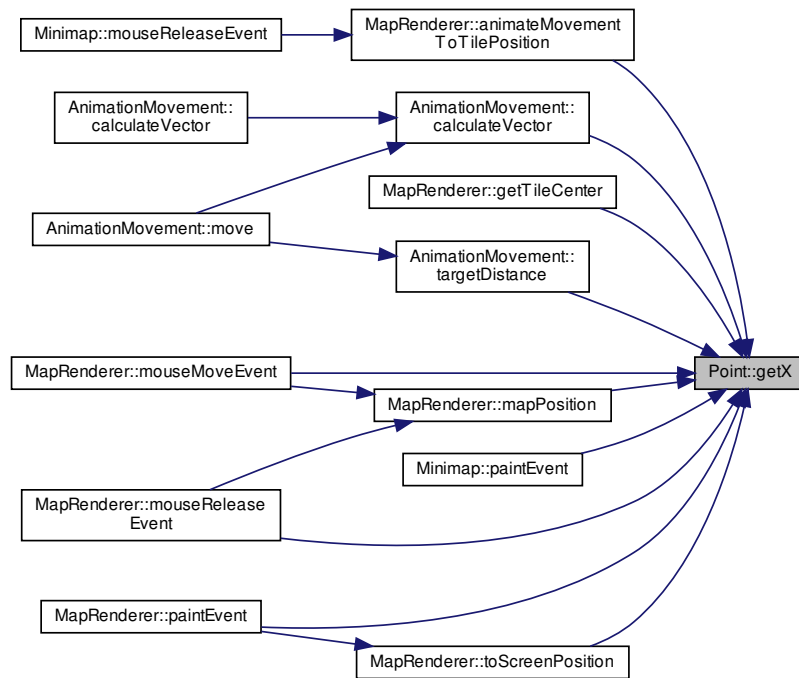 Minimap::mouseReleaseEvent
MapRenderer::animateMovement
ToTilePosition
AnimationMovement::
calculateVector
AnimationMovement::
calculateVector
MapRenderer::getTileCenter
AnimationMovement::move
AnimationMovement::
targetDistance
Point::getX
MapRenderer::mouseMoveEvent
MapRenderer::mapPosition
Minimap::paintEvent
MapRenderer::mouseRelease
Event
MapRenderer::paintEvent
MapRenderer::toScreenPosition